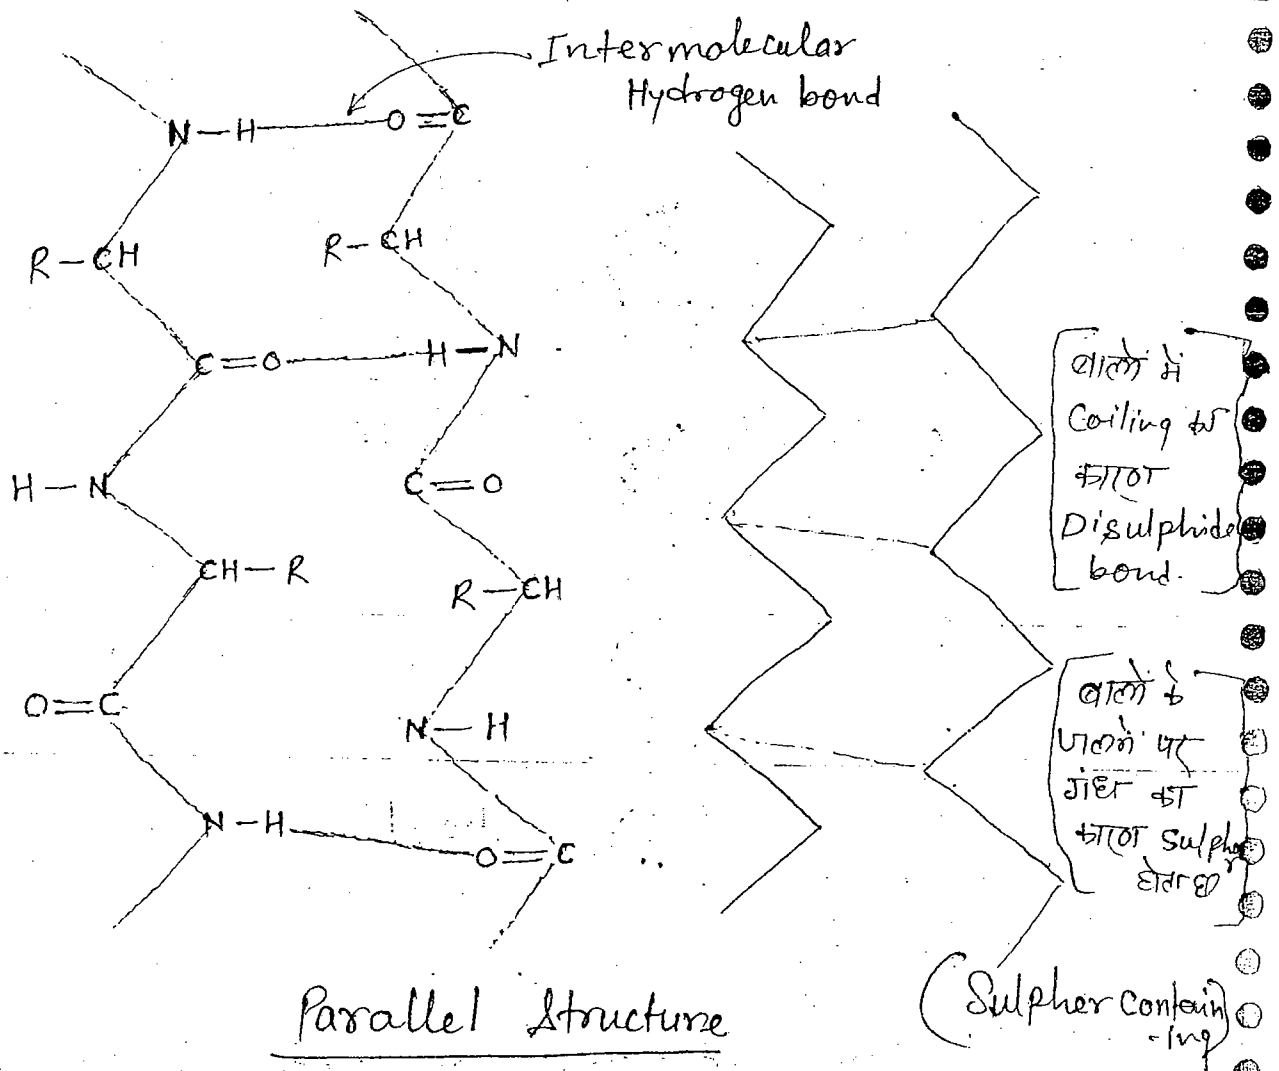 Intermolecular
Hydrogen bond
N-H O=C
R-CH R-CH
C=O H-N
H-N C=O
CH-R R-CH
O=C N-H
N-H O=C
बालो में
Coiling का
कारण
Disulphide
bond.
बालो के
जलने पर
गंध का
कारण Sulpher
होता है
Parallel Structure
(Sulpher contain
-ing)